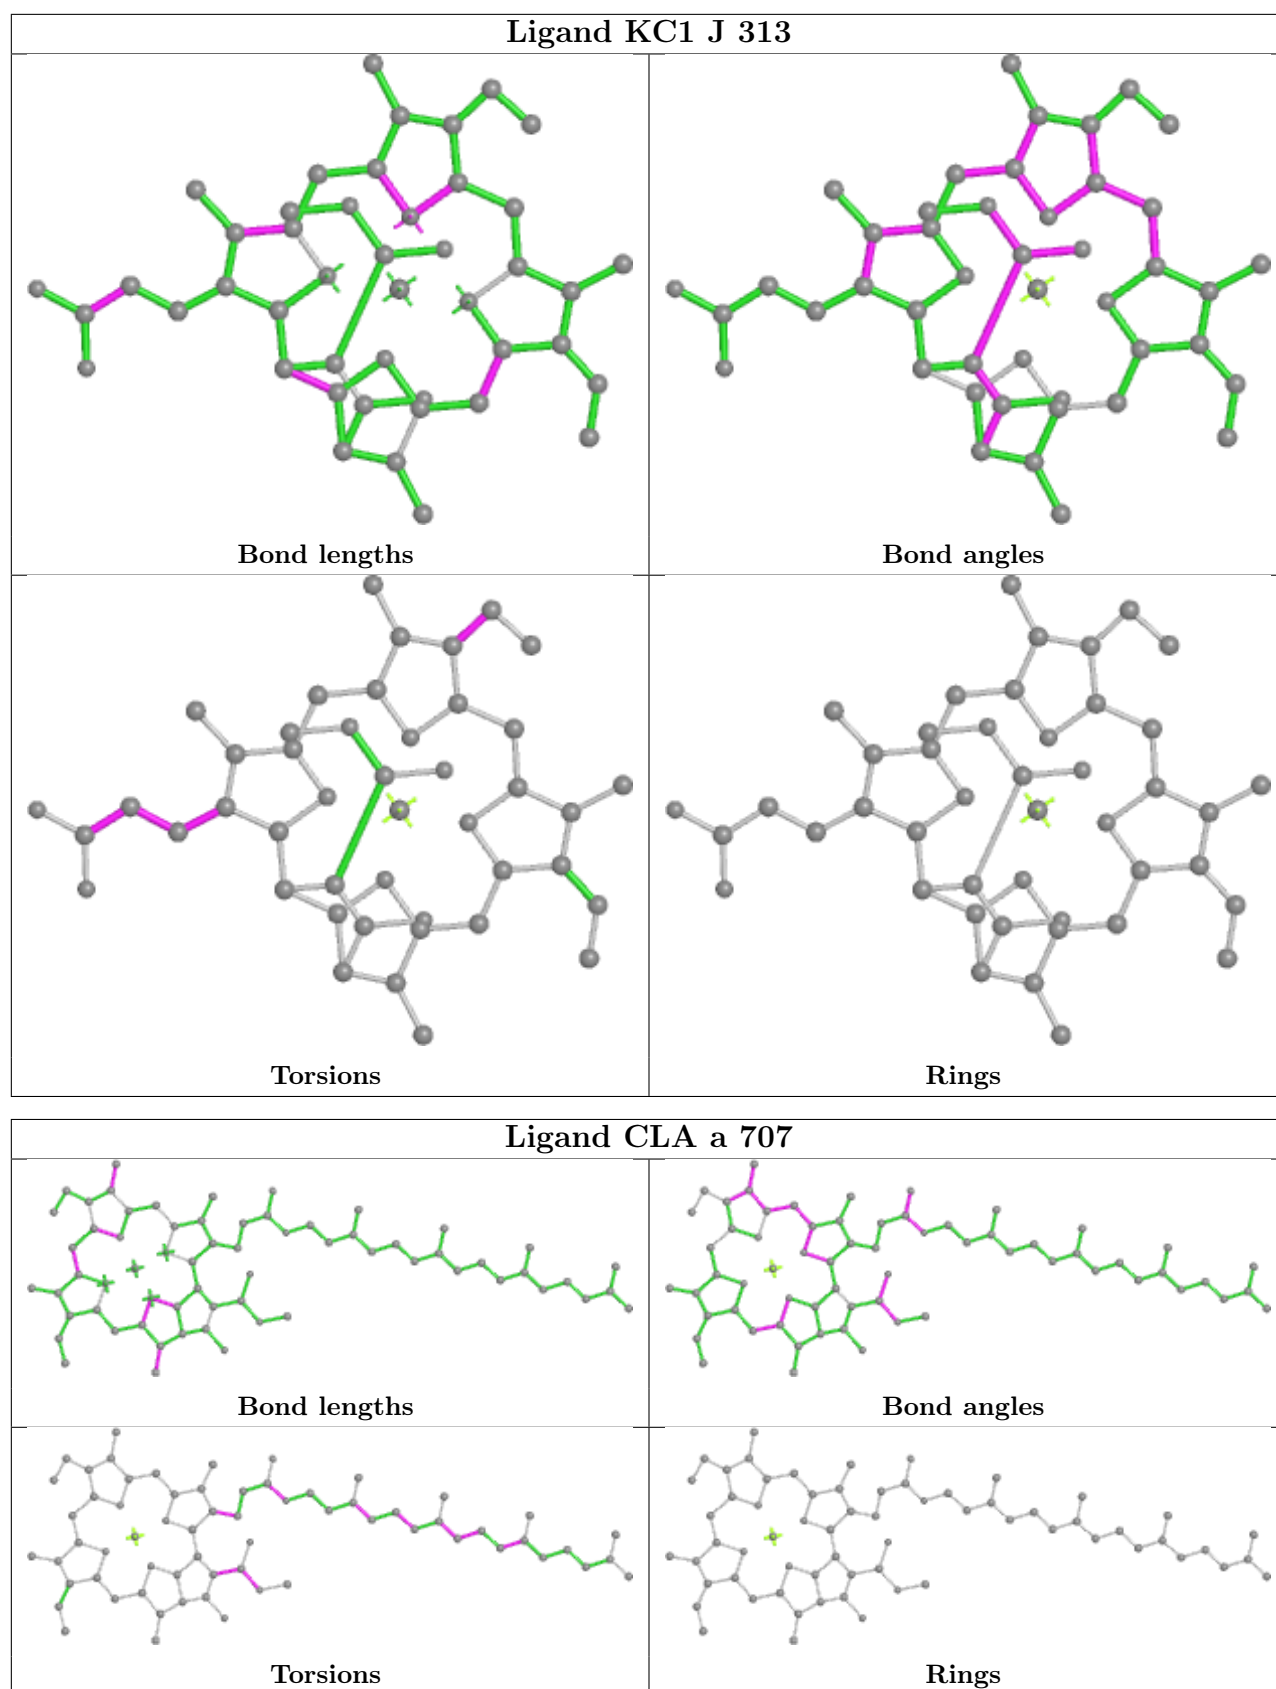 Ligand KC1 J 313
Bond lengths
Bond angles
Torsions
Rings
Ligand CLA a 707
Bond lengths
Bond angles
Torsions
Rings